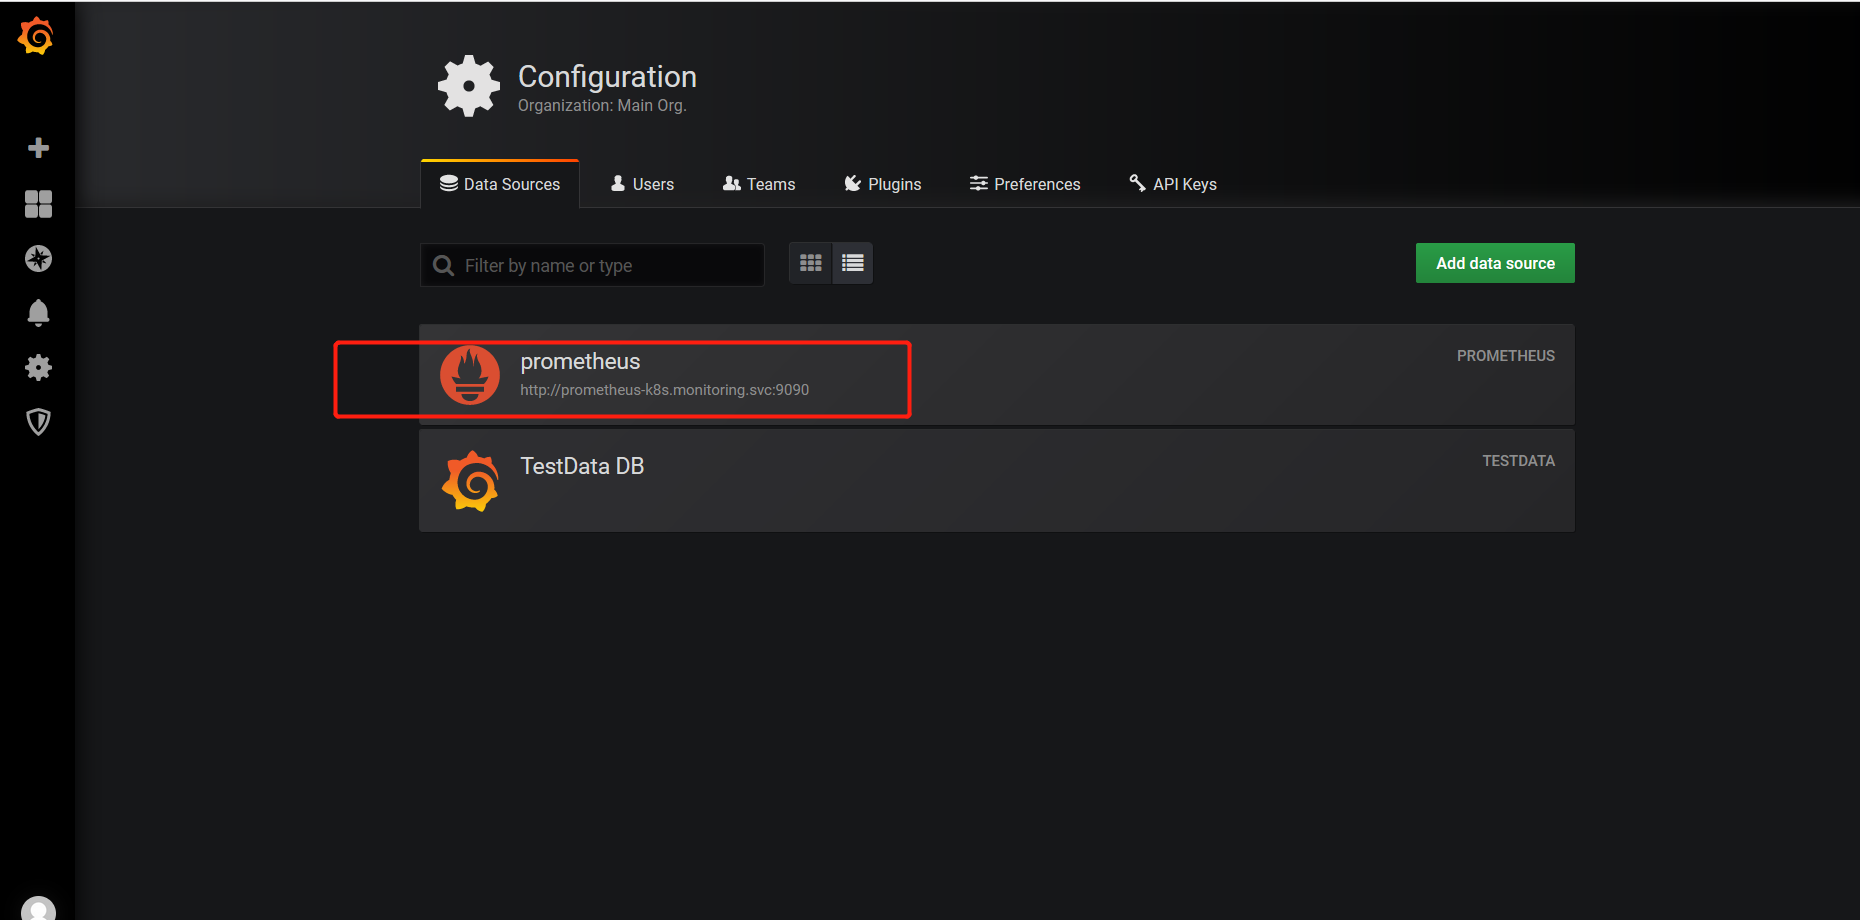 Configuration
Organization: Main Org.
Data Sources Users Teams Plugins Preferences API Keys
Filter by name or type Add data source
prometheus PROMETHEUS
http://prometheus-k8s.monitoring.svc:9090
TestData DB TESTDATA